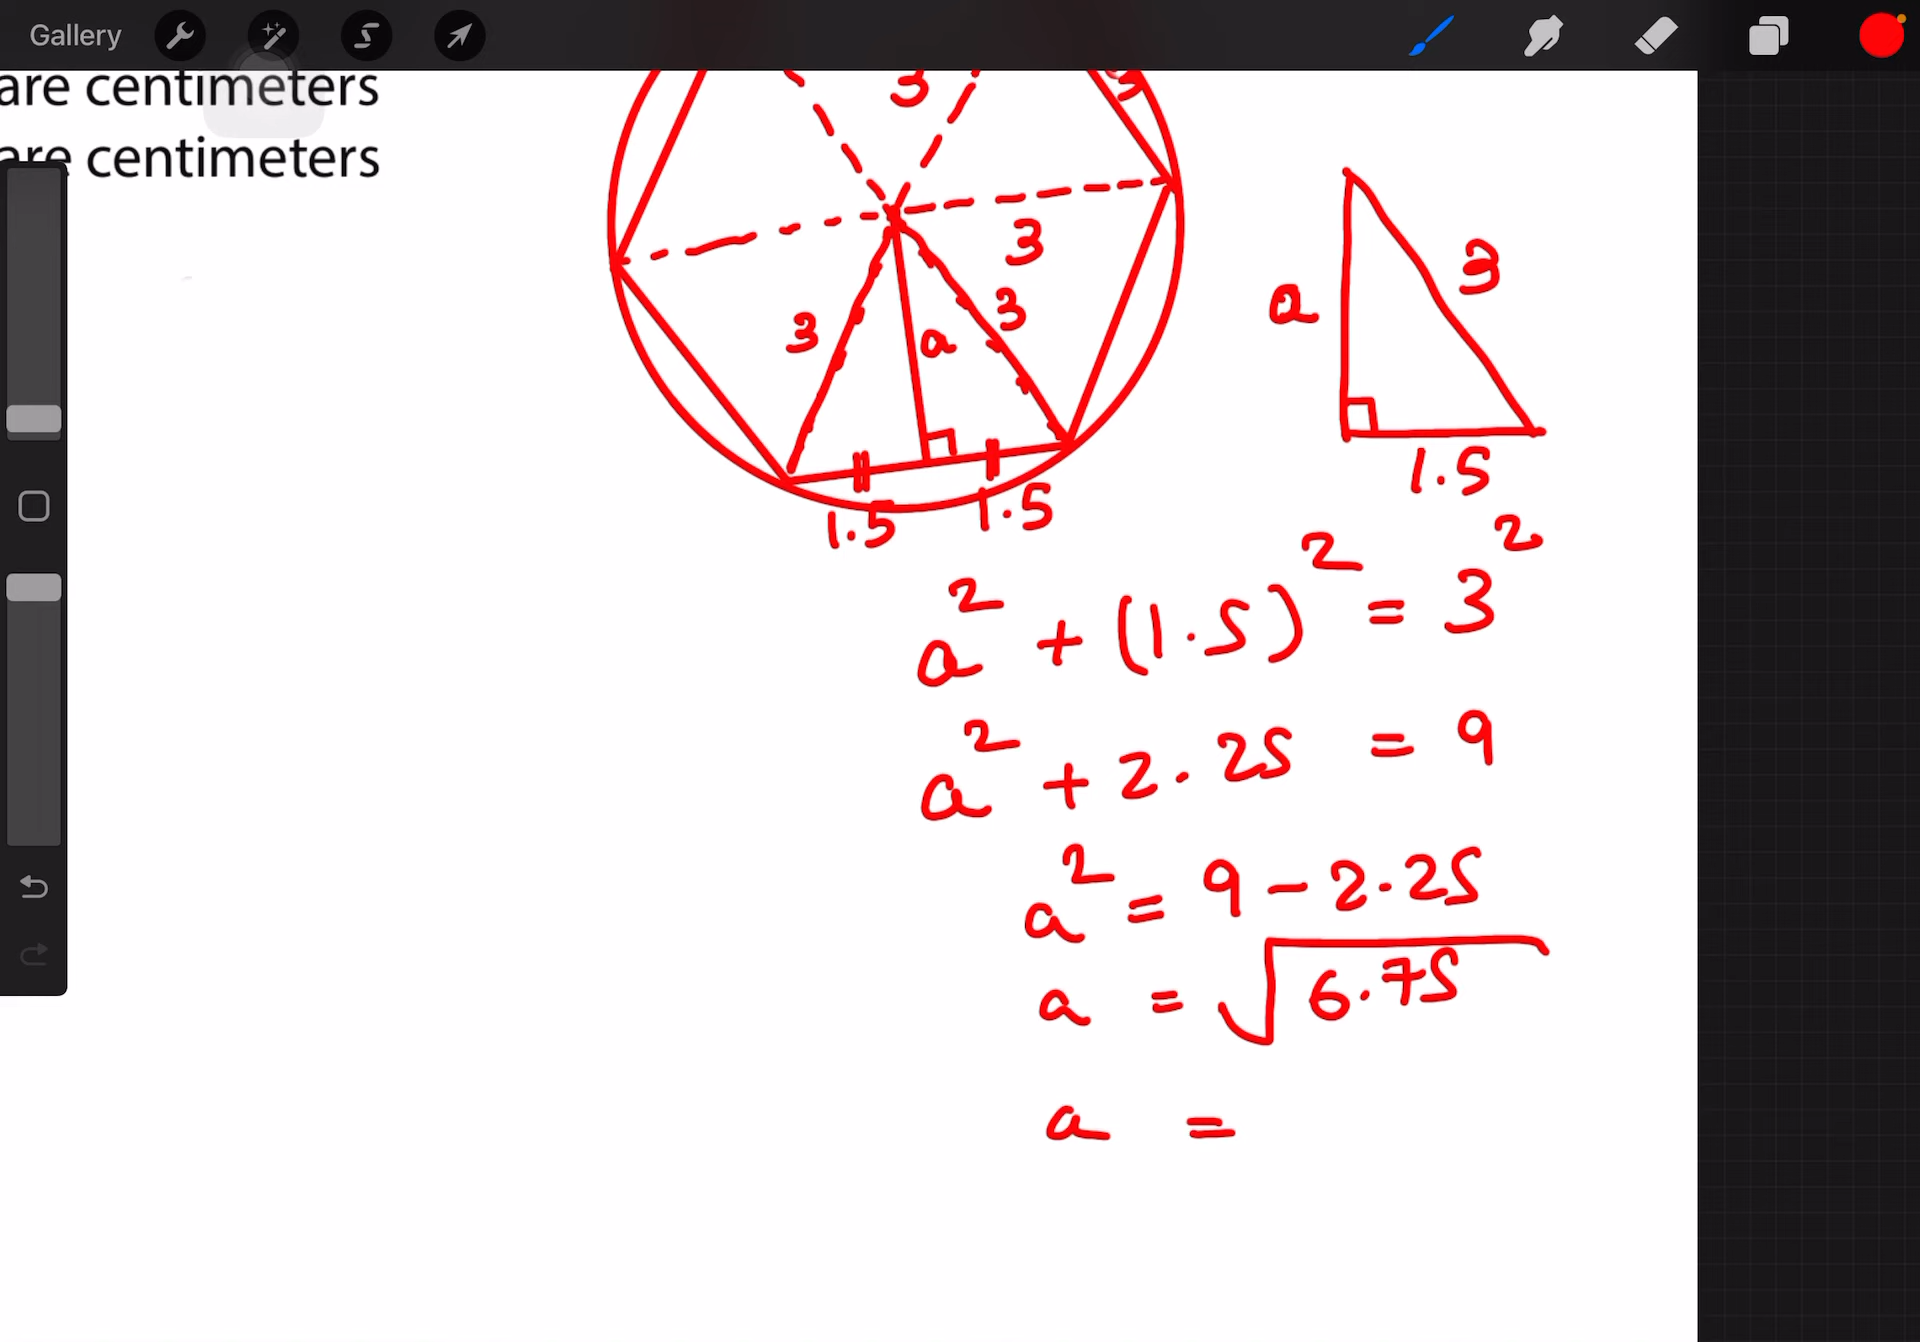 Gallery
are centimeters
are centimeters
3
3
3
3
3
a
1.5
1.5
a
3
1.5
a² + (1.5)² = 3²
a² + 2.25 = 9
a² = 9 - 2.25
a = √6.75
a =